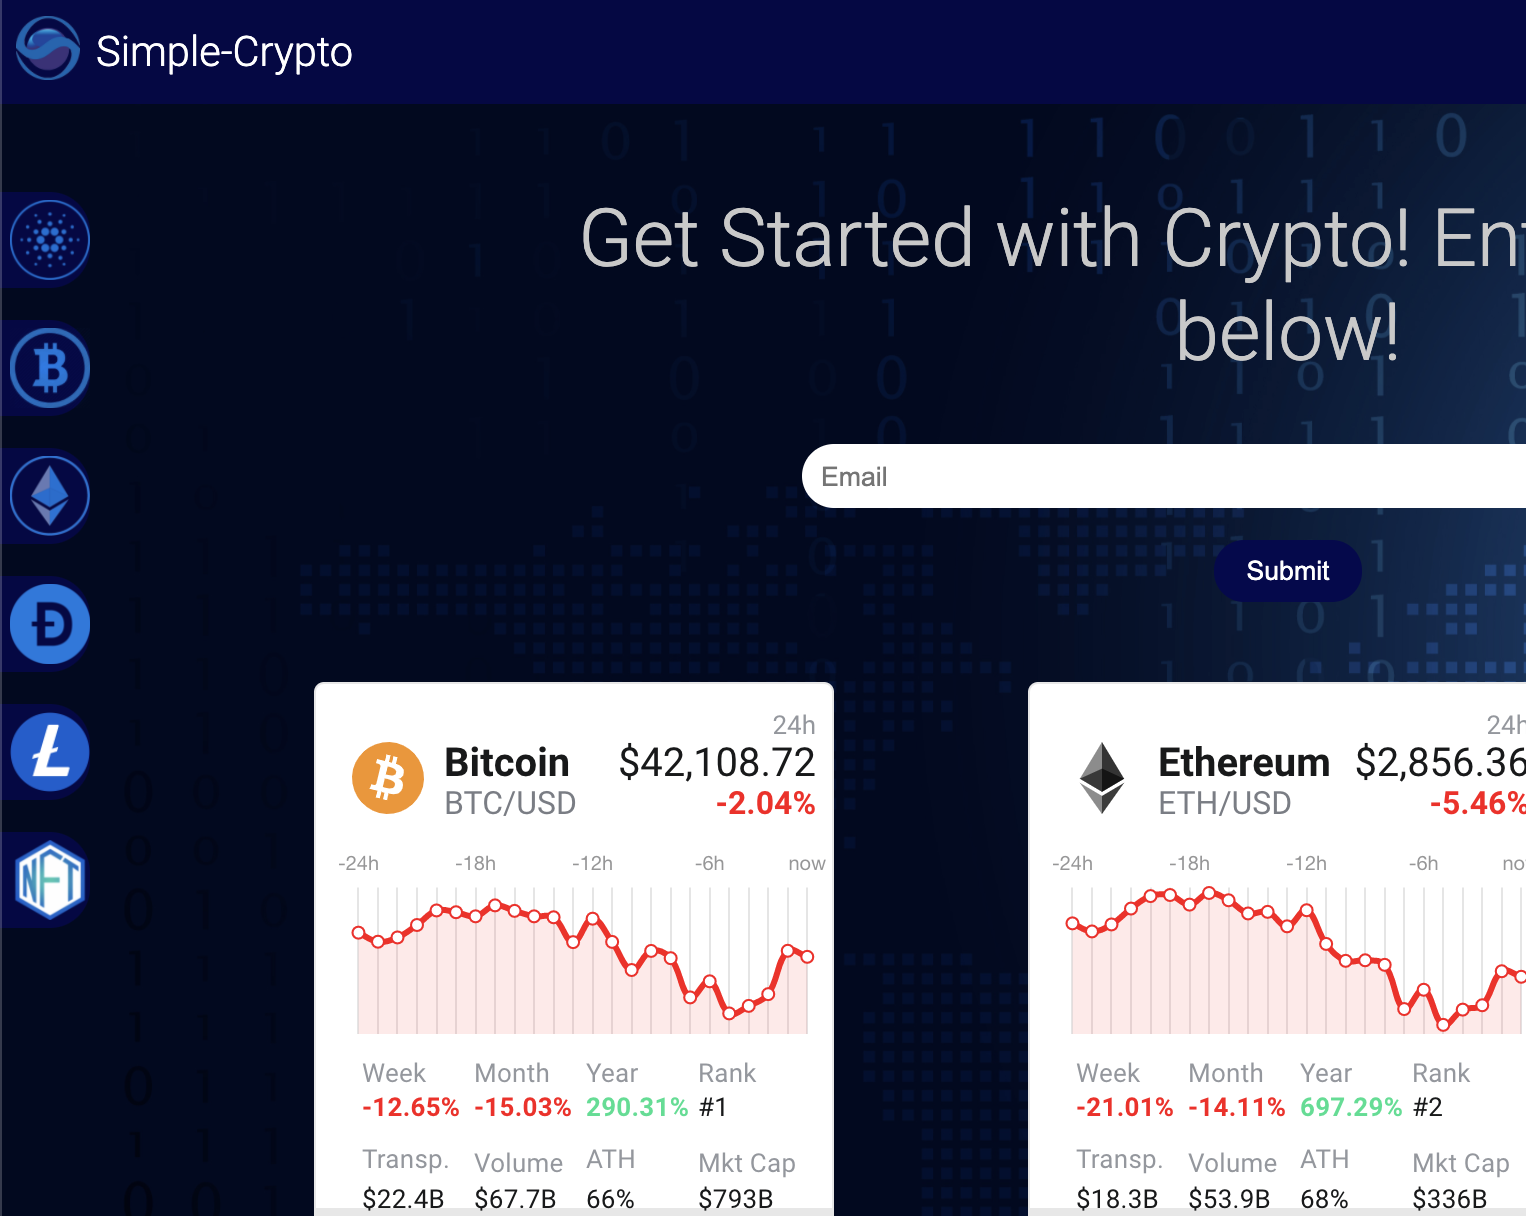 Simple-Crypto
Get Started with Crypto!
below!
Email
Submit
24h
Bitcoin $42,108.72
BTC/USD -2.04%
-24h -18h -12h -6h now
Week Month Year Rank
-12.65% -15.03% 290.31% #1
Transp. Volume ATH Mkt Cap
$22.4B $67.7B 66% $793B
24h
Ethereum $2,856.36
ETH/USD -5.46%
-24h -18h -12h -6h
Week Month Year Rank
-21.01% -14.11% 697.29% #2
Transp. Volume ATH Mkt Cap
$18.3B $53.9B 68% $336B
NFT